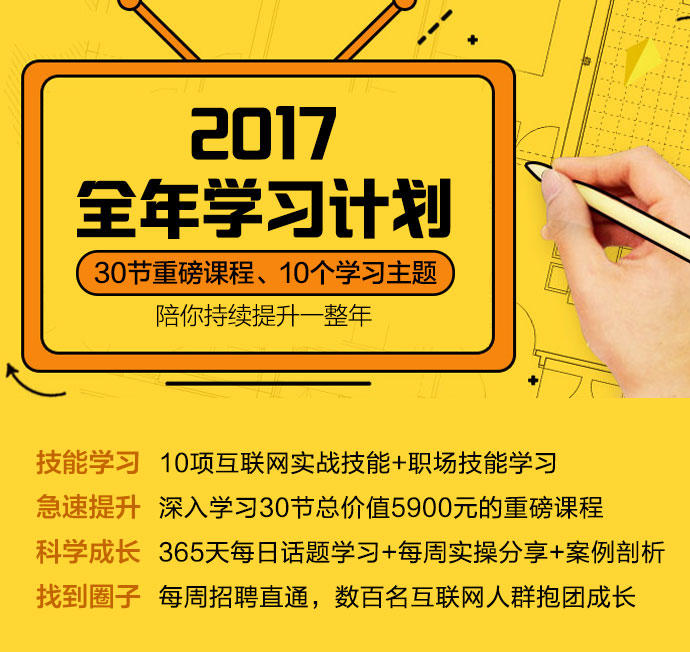 2017
全年学习计划
30节重磅课程、10个学习主题
陪你持续提升一整年
技能学习 10项互联网实战技能+职场技能学习
急速提升 深入学习30节总价值5900元的重磅课程
科学成长 365天每日话题学习+每周实操分享+案例剖析
找到圈子 每周招聘直通，数百名互联网人群抱团成长